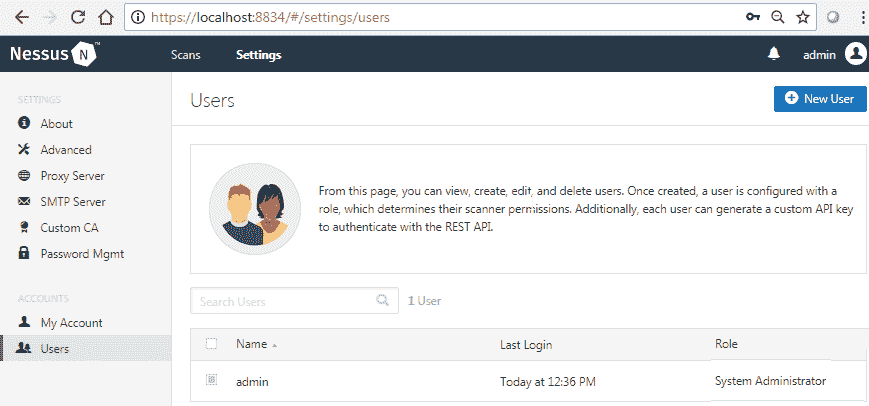 https://localhost:8834/#/settings/users
Nessus N ™ Scans Settings admin
SETTINGS
About
Advanced
Proxy Server
SMTP Server
Custom CA
Password Mgmt
ACCOUNTS
My Account
Users
Users
New User
From this page, you can view, create, edit, and delete users. Once created, a user is configured with a
role, which determines their scanner permissions. Additionally, each user can generate a custom API key
to authenticate with the REST API.
Search Users 1 User
Name Last Login Role
admin Today at 12:36 PM System Administrator